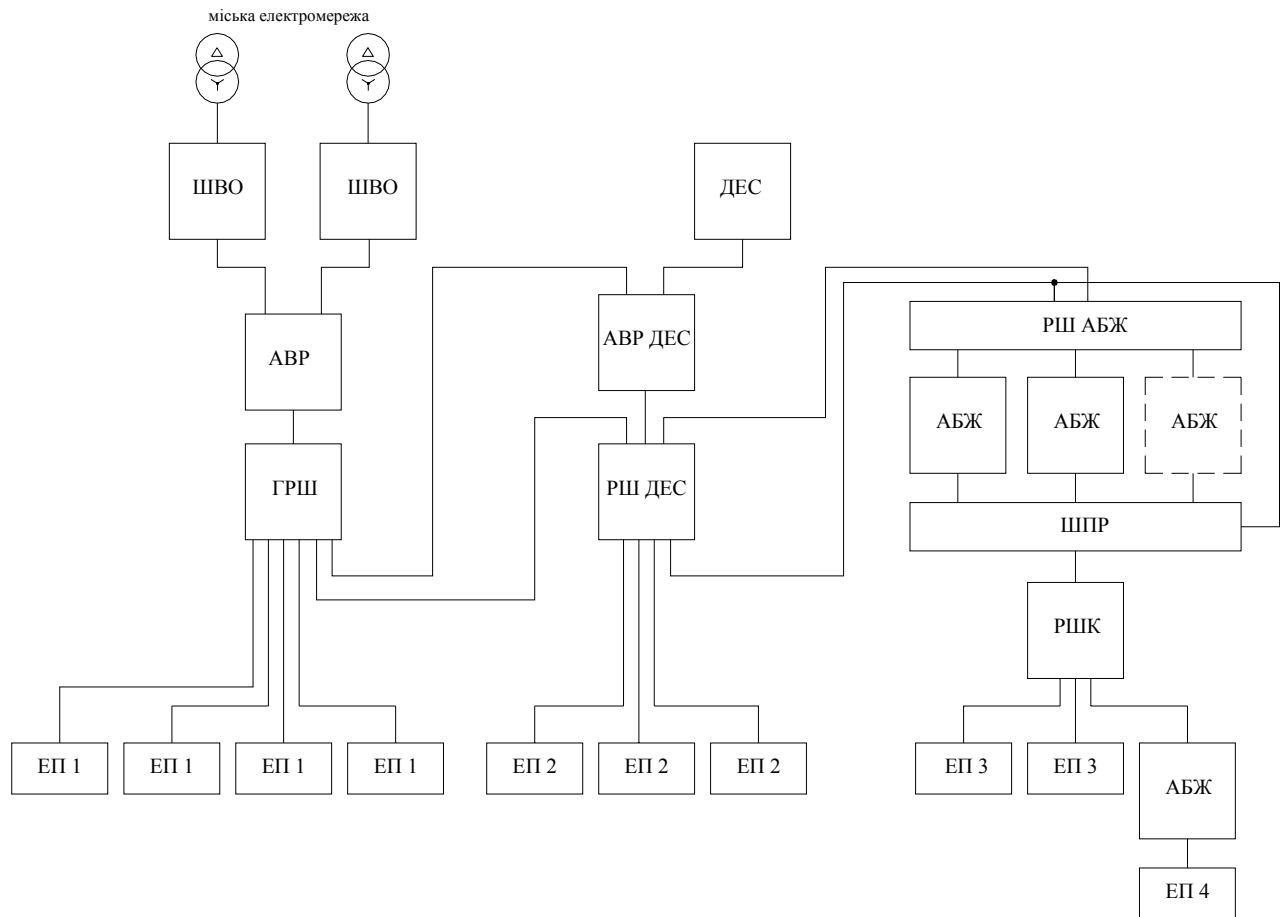 міська електромережа
ШВО
ШВО
ДЕС
АВР
АВР ДЕС
РШ АБЖ
АБЖ
АБЖ
АБЖ
ГРШ
РШ ДЕС
ШПР
РШК
ЕП 1
ЕП 1
ЕП 1
ЕП 1
ЕП 2
ЕП 2
ЕП 2
ЕП 3
ЕП 3
АБЖ
ЕП 4